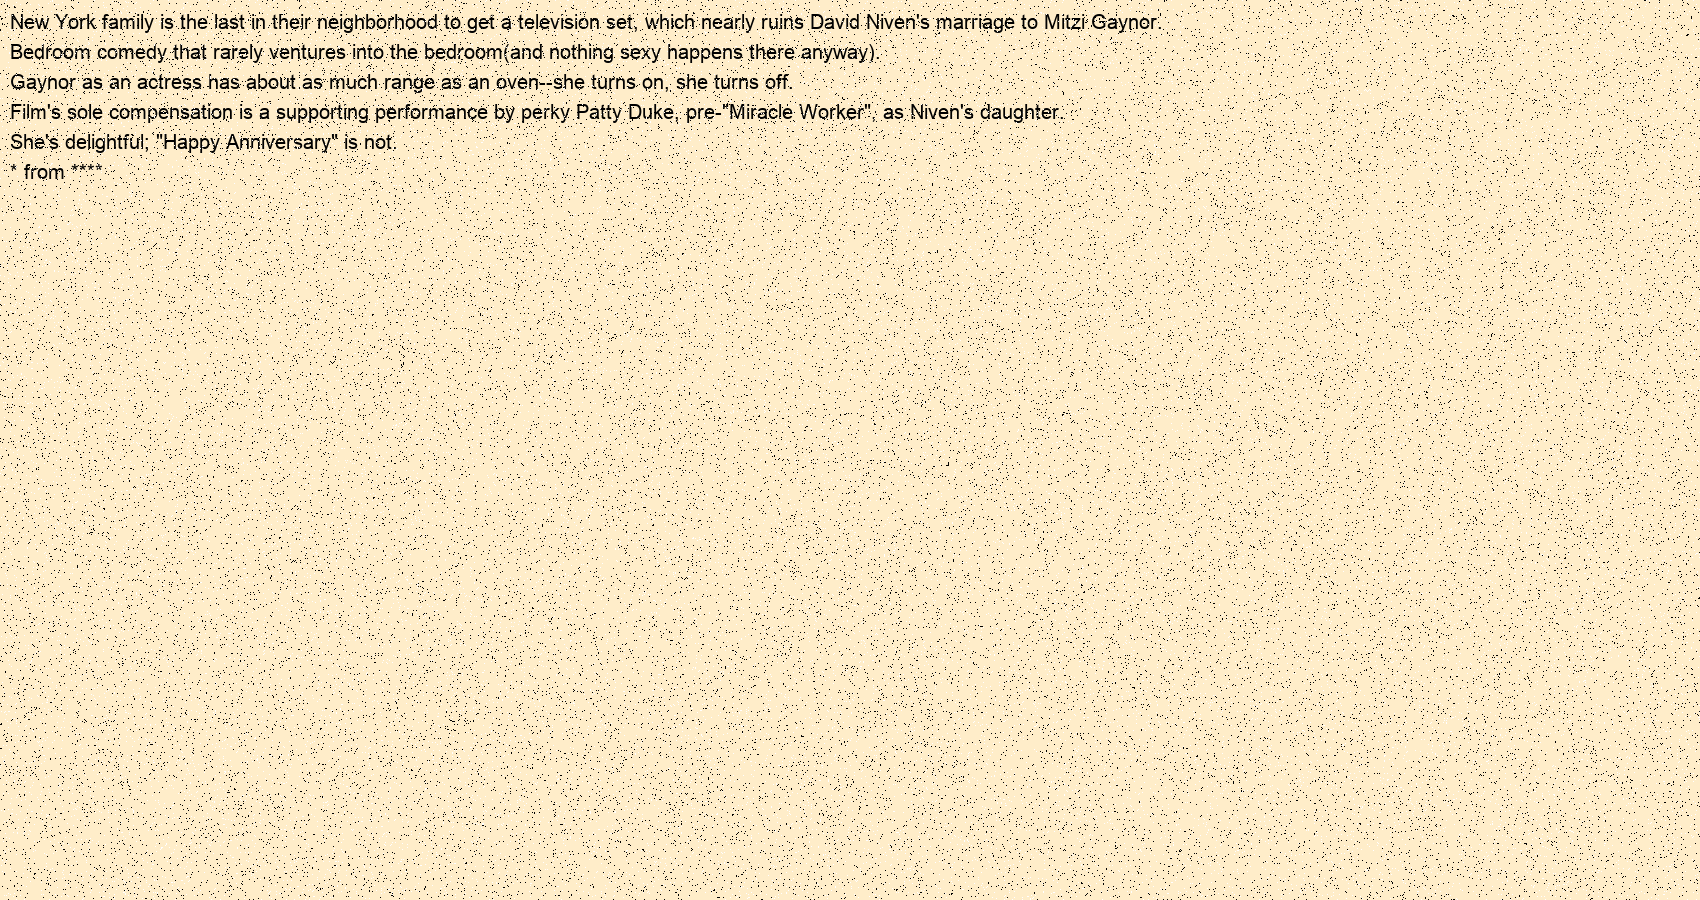 New York family is the last in their neighborhood to get a television set, which nearly ruins David Niven's marriage to Mitzi Gaynor.
Bedroom comedy that rarely ventures into the bedroom(and nothing sexy happens there anyway).
Gaynor as an actress has about as much range as an oven--she turns on, she turns off.
Film's sole compensation is a supporting performance by perky Patty Duke, pre-"Miracle Worker", as Niven's daughter.
She's delightful; "Happy Anniversary" is not.
* from ****